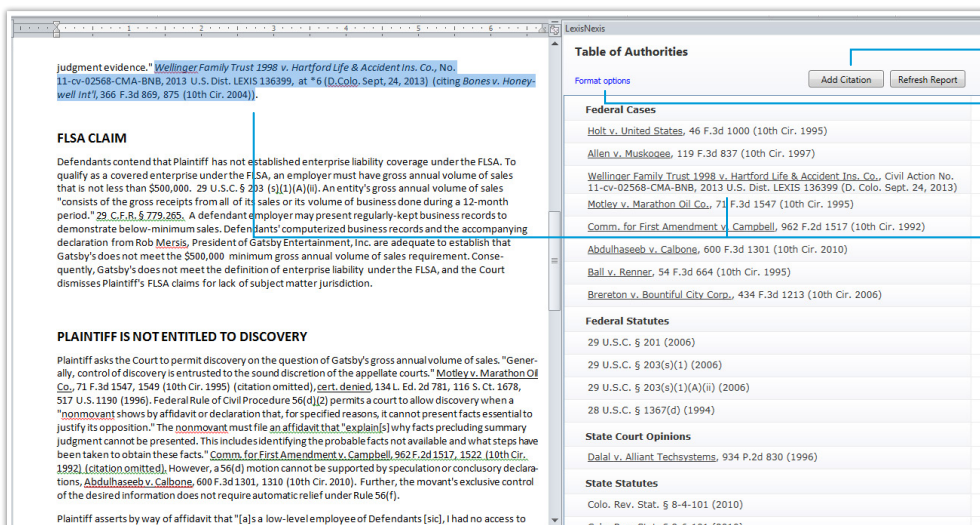 1 2 3 4 5 6
judgment evidence." Wellinger Family Trust 1998 v. Hartford Life & Accident Ins. Co., No.
11-cv-02568-CMA-BNB, 2013 U.S. Dist. LEXIS 136399, at *6 (D.Colo. Sept, 24, 2013) (citing Bones v. Honey-
well Int'l, 366 F.3d 869, 875 (10th Cir. 2004)).
FLSA CLAIM
Defendants contend that Plaintiff has not established enterprise liability coverage under the FLSA. To
qualify as a covered enterprise under the FLSA, an employer must have gross annual volume of sales
that is not less than $500,000. 29 U.S.C. § 203 (s)(1)(A)(ii). An entity's gross annual volume of sales
"consists of the gross receipts from all of its sales or its volume of business done during a 12-month
period." 29 C.F.R. § 779.265. A defendant employer may present regularly-kept business records to
demonstrate below-minimum sales. Defendants' computerized business records and the accompanying
declaration from Rob Mersis, President of Gatsby Entertainment, Inc. are adequate to establish that
Gatsby's does not meet the $500,000 minimum gross annual volume of sales requirement. Conse-
quently, Gatsby's does not meet the definition of enterprise liability under the FLSA, and the Court
dismisses Plaintiff's FLSA claims for lack of subject matter jurisdiction.
PLAINTIFF IS NOT ENTITLED TO DISCOVERY
Plaintiff asks the Court to permit discovery on the question of Gatsby's gross annual volume of sales. "Gener-
ally, control of discovery is entrusted to the sound discretion of the appellate courts." Motley v. Marathon Oil
Co., 71 F.3d 1547, 1549 (10th Cir. 1995) (citation omitted), cert. denied, 134 L. Ed. 2d 781, 116 S. Ct. 1678,
517 U.S. 1190 (1996). Federal Rule of Civil Procedure 56(d)(2) permits a court to allow discovery when a
"nonmovant shows by affidavit or declaration that, for specified reasons, it cannot present facts essential to
justify its opposition." The nonmovant must file an affidavit that "explain[s] why facts precluding summary
judgment cannot be presented. This includes identifying the probable facts not available and what steps have
been taken to obtain these facts." Comm. for First Amendment v. Campbell, 962 F.2d 1517, 1522 (10th Cir.
1992) (citation omitted). However, a 56(d) motion cannot be supported by speculation or conclusory declara-
tions, Abdulhaseeb v. Calbone, 600 F.3d 1301, 1310 (10th Cir. 2010). Further, the movant's exclusive control
of the desired information does not require automatic relief under Rule 56(f).
Plaintiff asserts by way of affidavit that "[a]s a low-level employee of Defendants [sic], I had no access to
LexisNexis
Table of Authorities
Format options
Add Citation
Refresh Report
Federal Cases
Holt v. United States, 46 F.3d 1000 (10th Cir. 1995)
Allen v. Muskogee, 119 F.3d 837 (10th Cir. 1997)
Wellinger Family Trust 1998 v. Hartford Life & Accident Ins, Co., Civil Action No.
11-cv-02568-CMA-BNB, 2013 U.S. Dist. LEXIS 136399 (D. Colo. Sept. 24, 2013)
Motley v. Marathon Oil Co., 71 F.3d 1547 (10th Cir. 1995)
Comm. for First Amendment v. Campbell, 962 F.2d 1517 (10th Cir. 1992)
Abdulhaseeb v. Calbone, 600 F.3d 1301 (10th Cir. 2010)
Ball v. Renner, 54 F.3d 664 (10th Cir. 1995)
Brereton v. Bountiful City Corp., 434 F.3d 1213 (10th Cir. 2006)
Federal Statutes
29 U.S.C. § 201 (2006)
29 U.S.C. § 203(s)(1) (2006)
29 U.S.C. § 203(s)(1)(A)(ii) (2006)
28 U.S.C. § 1367(d) (1994)
State Court Opinions
Dalal v. Alliant Techsystems, 934 P.2d 830 (1996)
State Statutes
Colo. Rev. Stat. § 8-4-101 (2010)